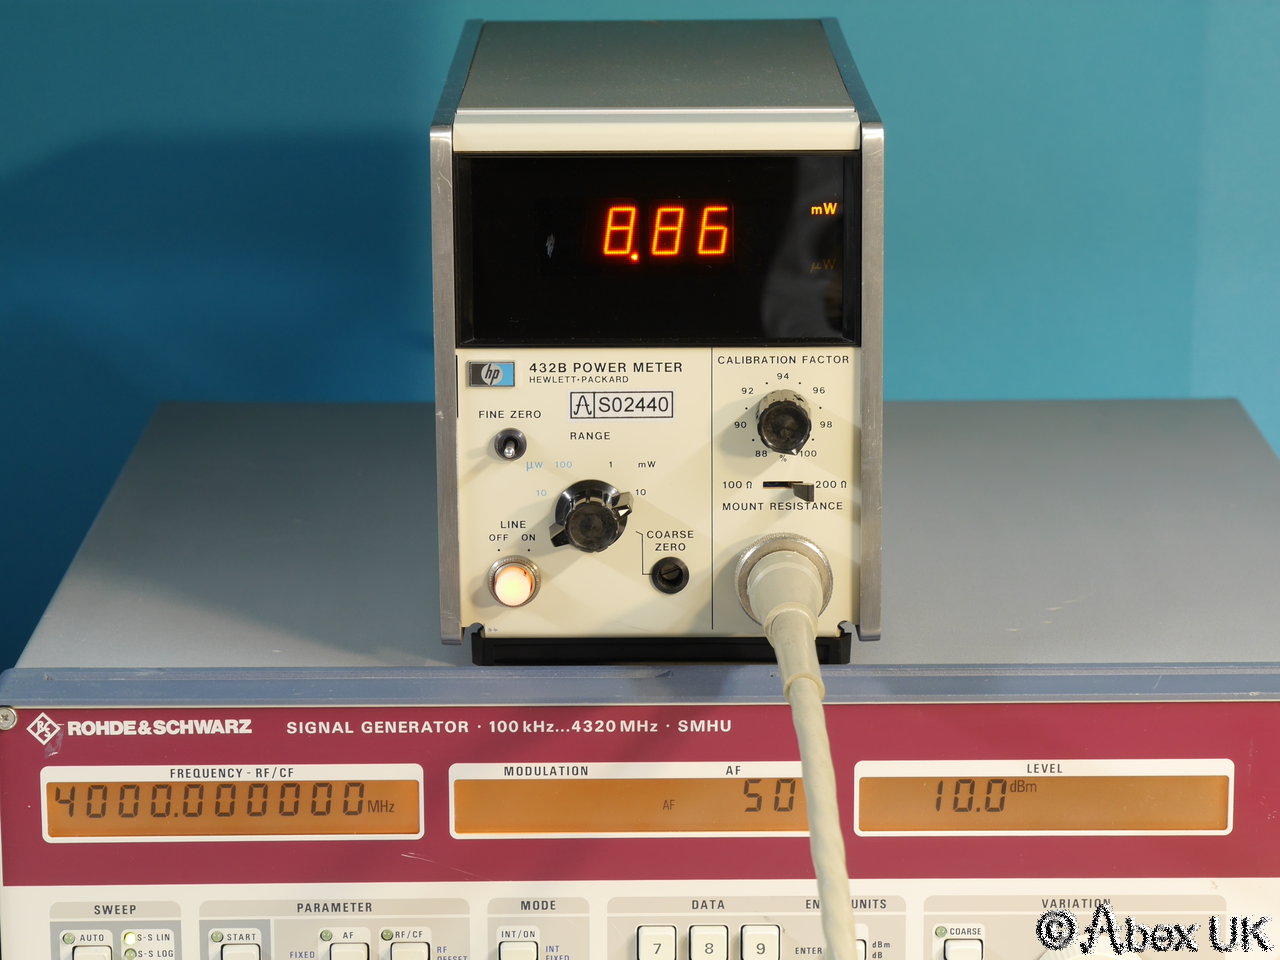 8.86
mW
µW
hp
432B POWER METER
HEWLETT·PACKARD
A S02440
FINE ZERO
RANGE
µW 100 1 mW
10 10
LINE
OFF ON
COARSE
ZERO
CALIBRATION FACTOR
94
92 96
90 98
88 % 100
100 Ω 200 Ω
MOUNT RESISTANCE
R&S
ROHDE&SCHWARZ
SIGNAL GENERATOR · 100 kHz...4320 MHz · SMHU
FREQUENCY - RF/CF
4000.000000 MHz
MODULATION AF
AF 50
LEVEL
10.0 dBm
SWEEP
AUTO
S-S LIN
S-S LOG
PARAMETER
START
FIXED
AF
RF/CF
RF
OFFSET
MODE
INT/ON
INT
FIXED
DATA
7 8 9
UNITS
ENTER
dBm
dB
VARIATION
COARSE
© Abex UK